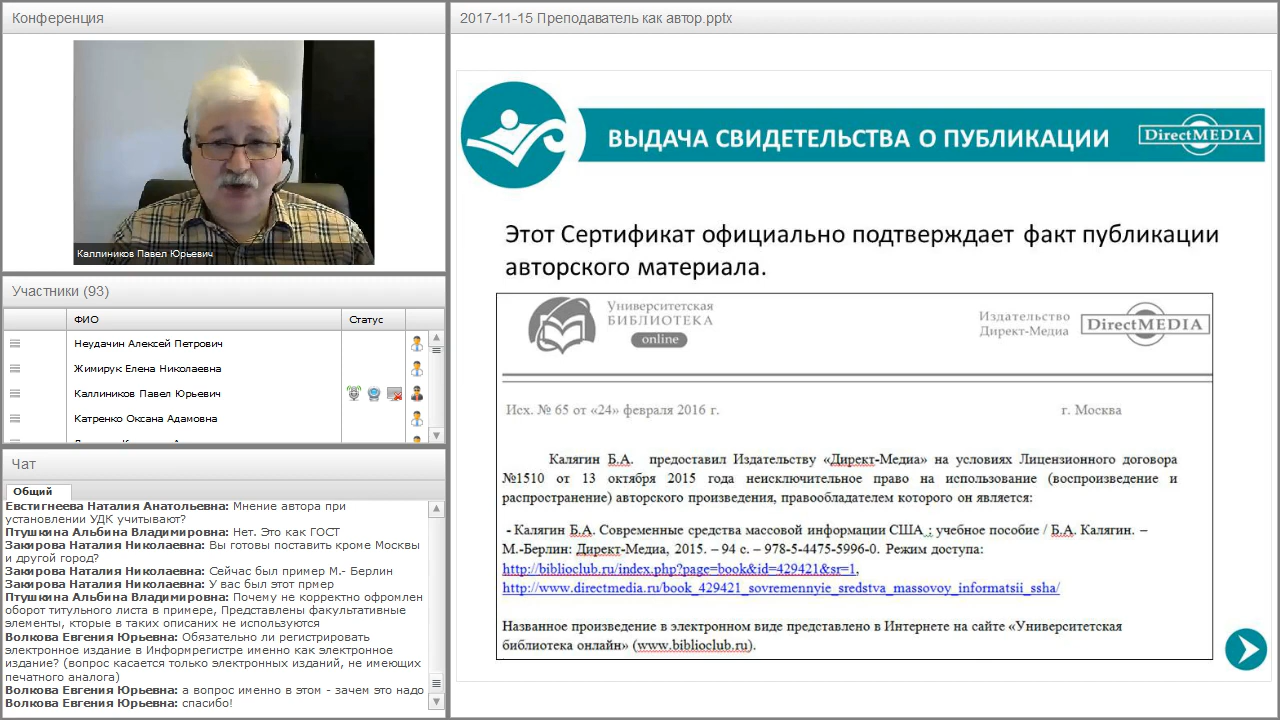 Конференция
Каллиников Павел Юрьевич
Участники (93)
ФИО
Статус
Неудачин Алексей Петрович
Жимирук Елена Николаевна
Каллиников Павел Юрьевич
Катренко Оксана Адамовна
Чат
Общий
Евстигнеева Наталия Анатольевна: Мнение автора при
установлении УДК учитывают?
Птушкина Альбина Владимировна: Нет. Это как ГОСТ
Закирова Наталия Николаевна: Вы готовы поставить кроме Москвы
и другой город?
Закирова Наталия Николаевна: Сейчас был пример М.- Берлин
Закирова Наталия Николаевна: У вас был этот прмер
Птушкина Альбина Владимировна: Почему не корректно офромлен
оборот титульного листа в примере, Представлены факультативные
элементы, кторые в таких описаних не используются
Волкова Евгения Юрьевна: Обязательно ли регистрировать
электронное издание в Информрегистре именно как электронное
издание? (вопрос касается только электронных изданий, не имеющих
печатного аналога)
Волкова Евгения Юрьевна: а вопрос именно в этом - зачем это надо
Волкова Евгения Юрьевна: спасибо!
2017-11-15 Преподаватель как автор.pptx
ВЫДАЧА СВИДЕТЕЛЬСТВА О ПУБЛИКАЦИИ
DirectMEDIA
Этот Сертификат официально подтверждает факт публикации
авторского материала.
Университетская
БИБЛИОТЕКА
online
Издательство
Директ-Медиа
DirectMEDIA
Исх. № 65 от «24» февраля 2016 г.
г. Москва
Калягин Б.А. предоставил Издательству «Директ-Медиа» на условиях Лицензионного договора
№1510 от 13 октября 2015 года неисключительное право на использование (воспроизведение и
распространение) авторского произведения, правообладателем которого он является:
- Калягин Б.А. Современные средства массовой информации США : учебное пособие / Б.А. Калягин. –
М.-Берлин: Директ-Медиа, 2015. – 94 с. – 978-5-4475-5996-0. Режим доступа:
http://biblioclub.ru/index.php?page=book&id=429421&sr=1,
http://www.directmedia.ru/book_429421_sovremennyie_sredstva_massovoy_informatsii_ssha/
Названное произведение в электронном виде представлено в Интернете на сайте «Университетская
библиотека онлайн» (www.biblioclub.ru).